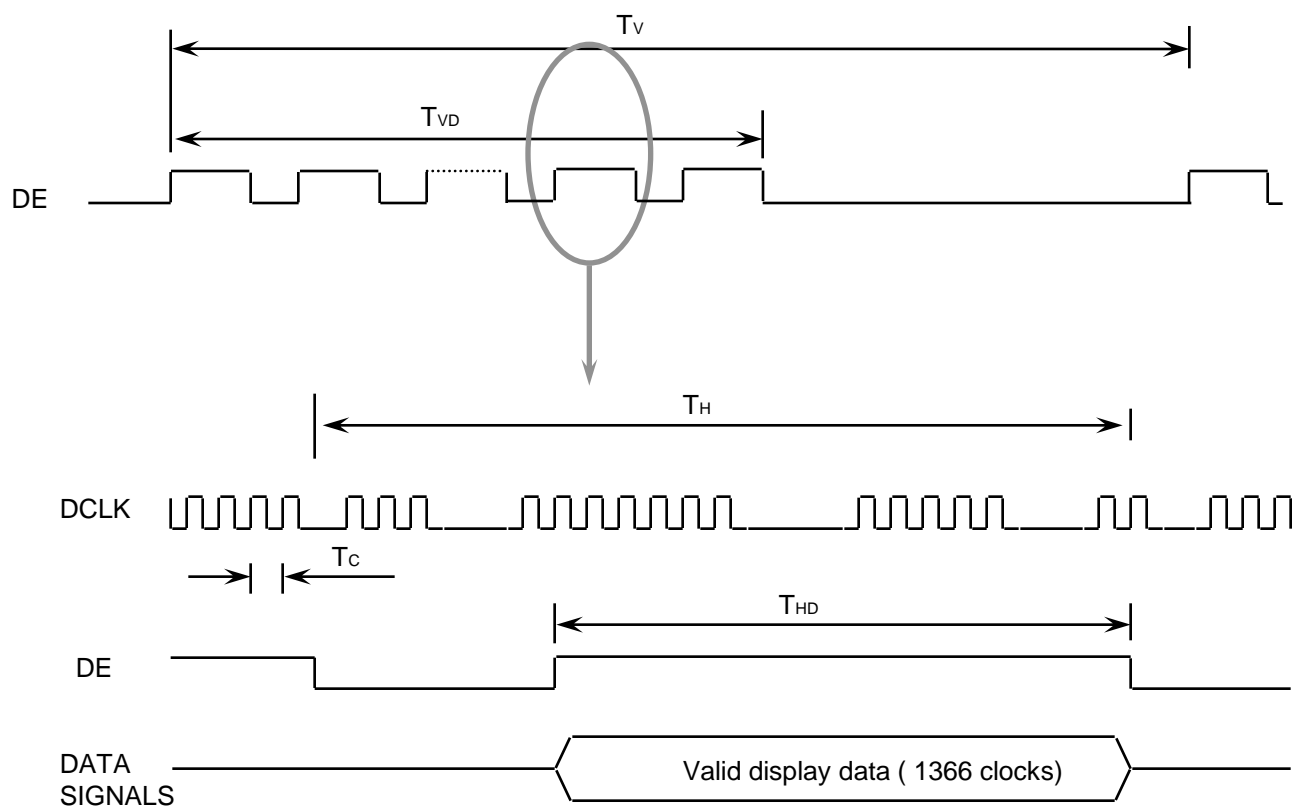 TV
TVD
DE
TH
DCLK
TC
THD
DE
DATA
SIGNALS
Valid display data ( 1366 clocks)